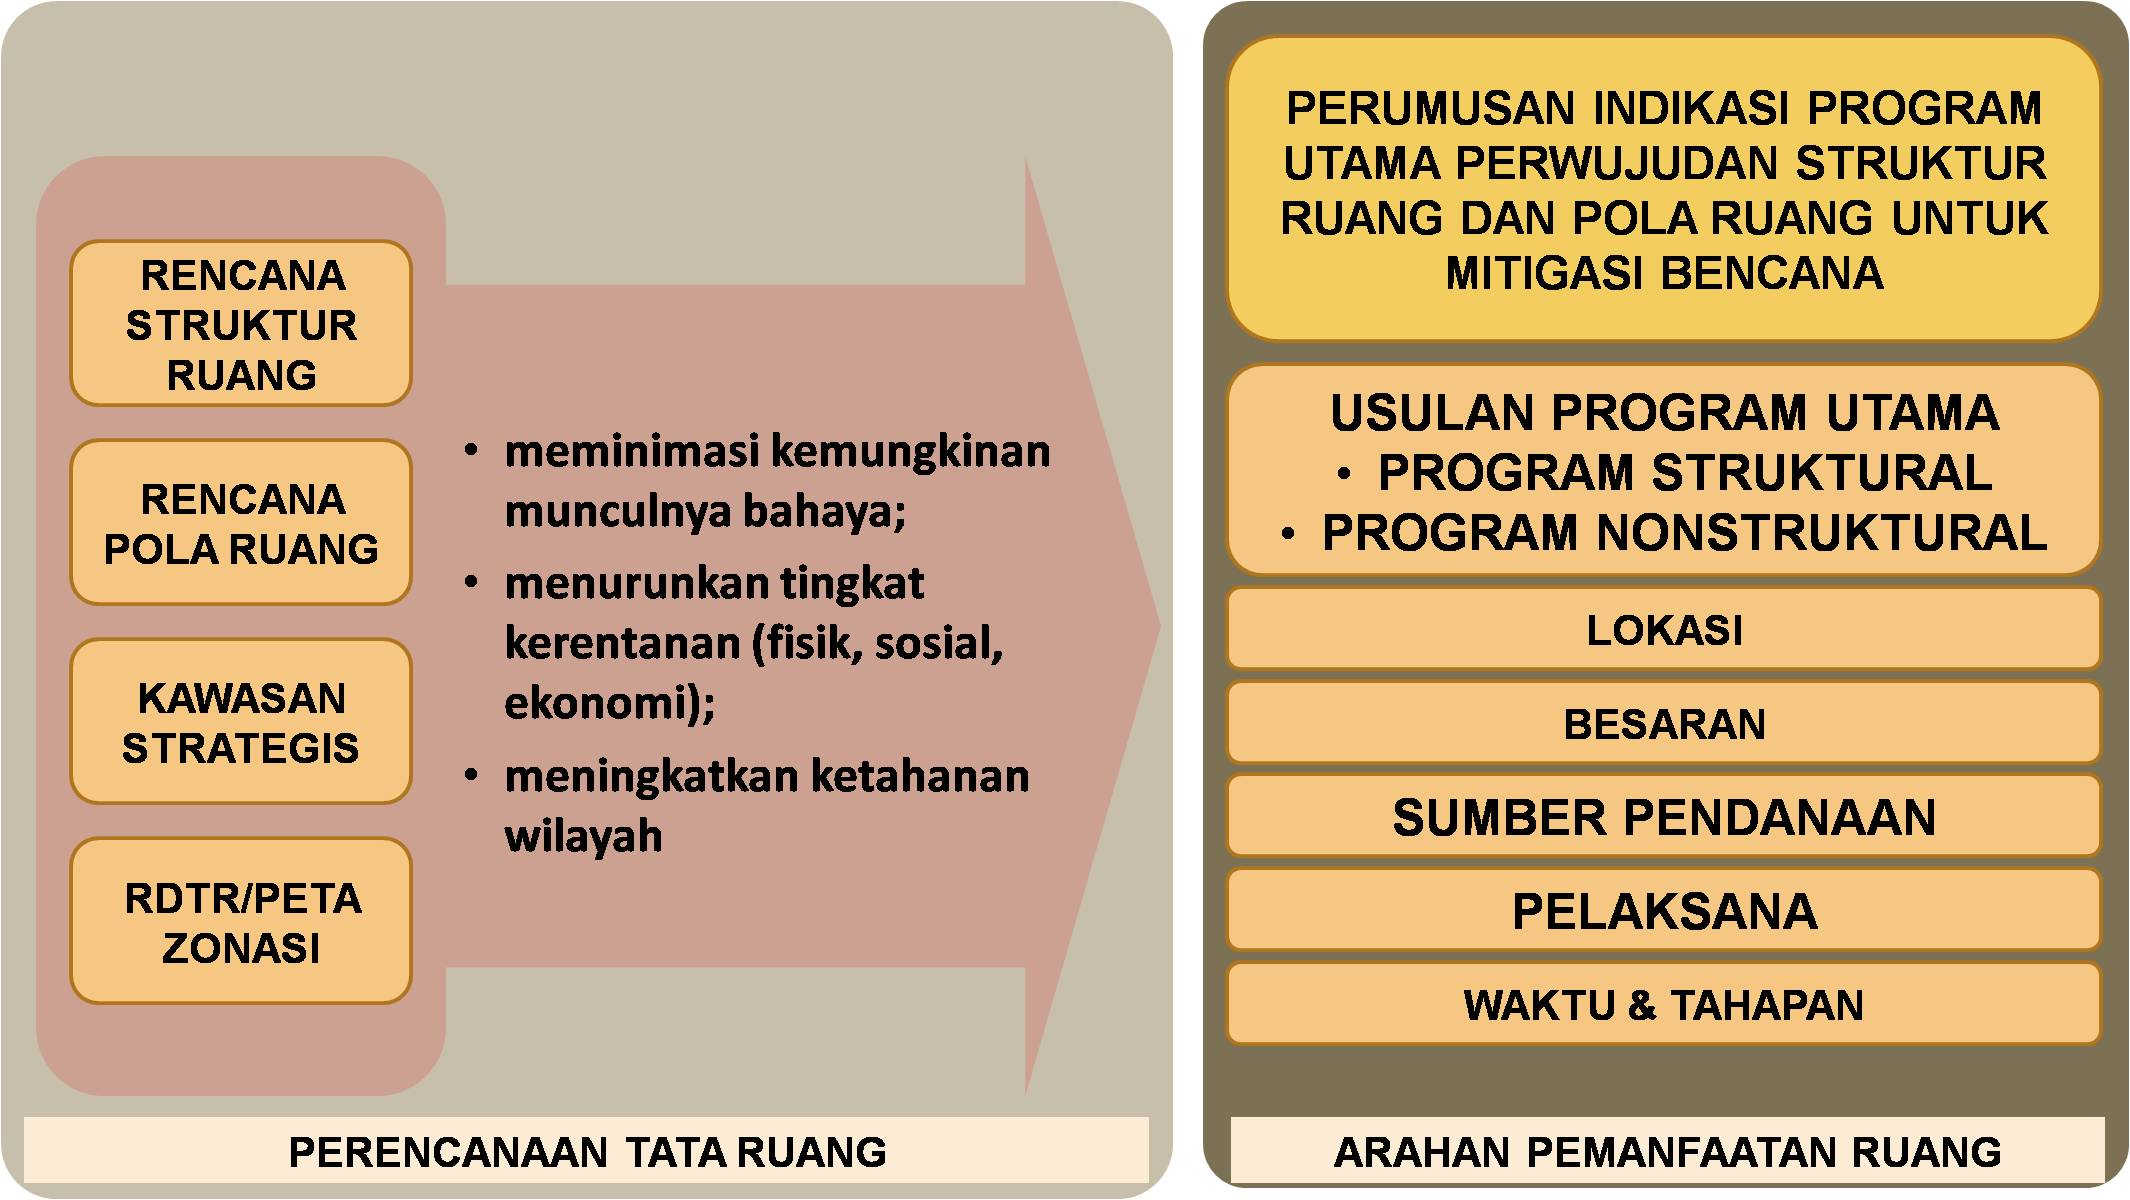 RENCANA
STRUKTUR
RUANG
RENCANA
POLA RUANG
KAWASAN
STRATEGIS
RDTR/PETA
ZONASI
• meminimasi kemungkinan
munculnya bahaya;
• menurunkan tingkat
kerentanan (fisik, sosial,
ekonomi);
• meningkatkan ketahanan
wilayah
PERENCANAAN TATA RUANG
PERUMUSAN INDIKASI PROGRAM
UTAMA PERWUJUDAN STRUKTUR
RUANG DAN POLA RUANG UNTUK
MITIGASI BENCANA
USULAN PROGRAM UTAMA
• PROGRAM STRUKTURAL
• PROGRAM NONSTRUKTURAL
LOKASI
BESARAN
SUMBER PENDANAAN
PELAKSANA
WAKTU & TAHAPAN
ARAHAN PEMANFAATAN RUANG